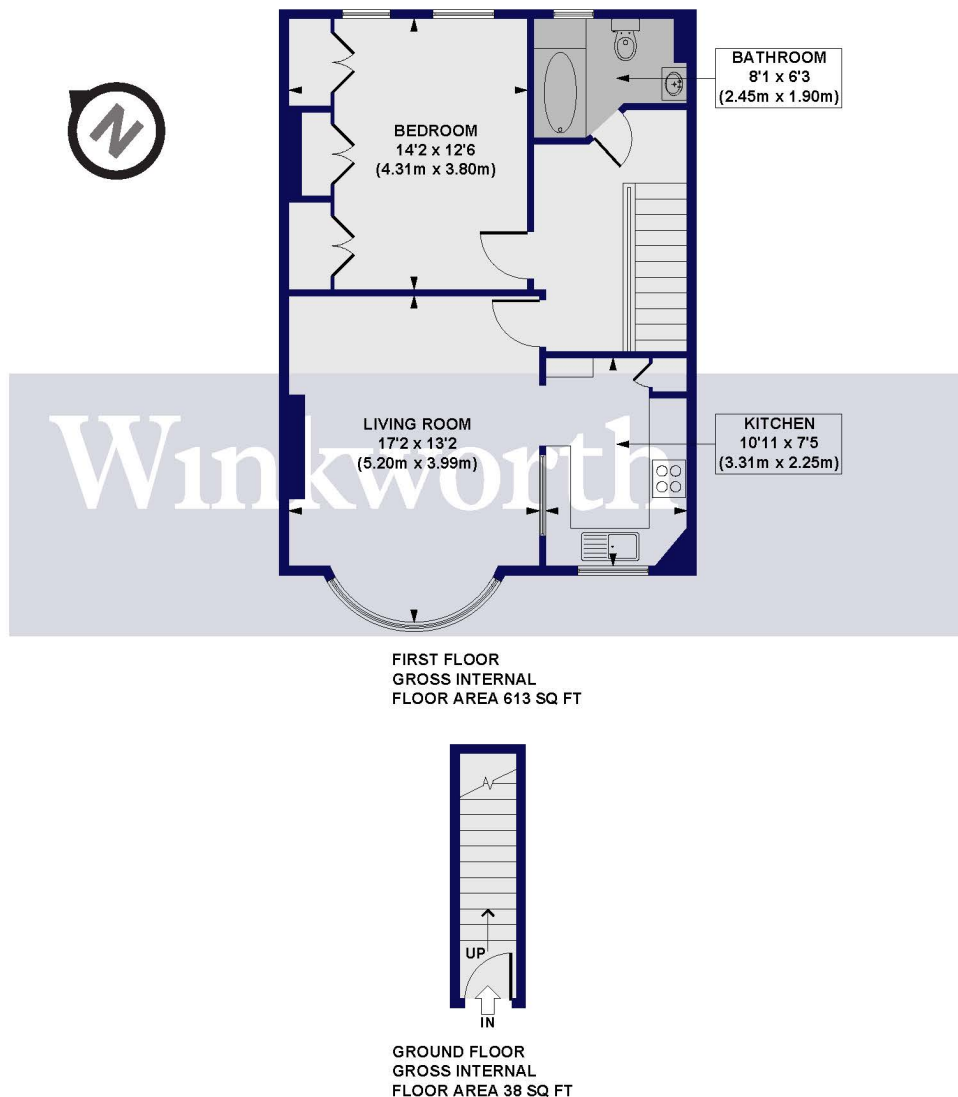 BATHROOM
8'1 x 6'3
(2.45m x 1.90m)
N
BEDROOM
14'2 x 12'6
(4.31m x 3.80m)
Winkworth
LIVING ROOM
17'2 x 13'2
(5.20m x 3.99m)
KITCHEN
10'11 x 7'5
(3.31m x 2.25m)
FIRST FLOOR
GROSS INTERNAL
FLOOR AREA 613 SQ FT
UP
IN
GROUND FLOOR
GROSS INTERNAL
FLOOR AREA 38 SQ FT